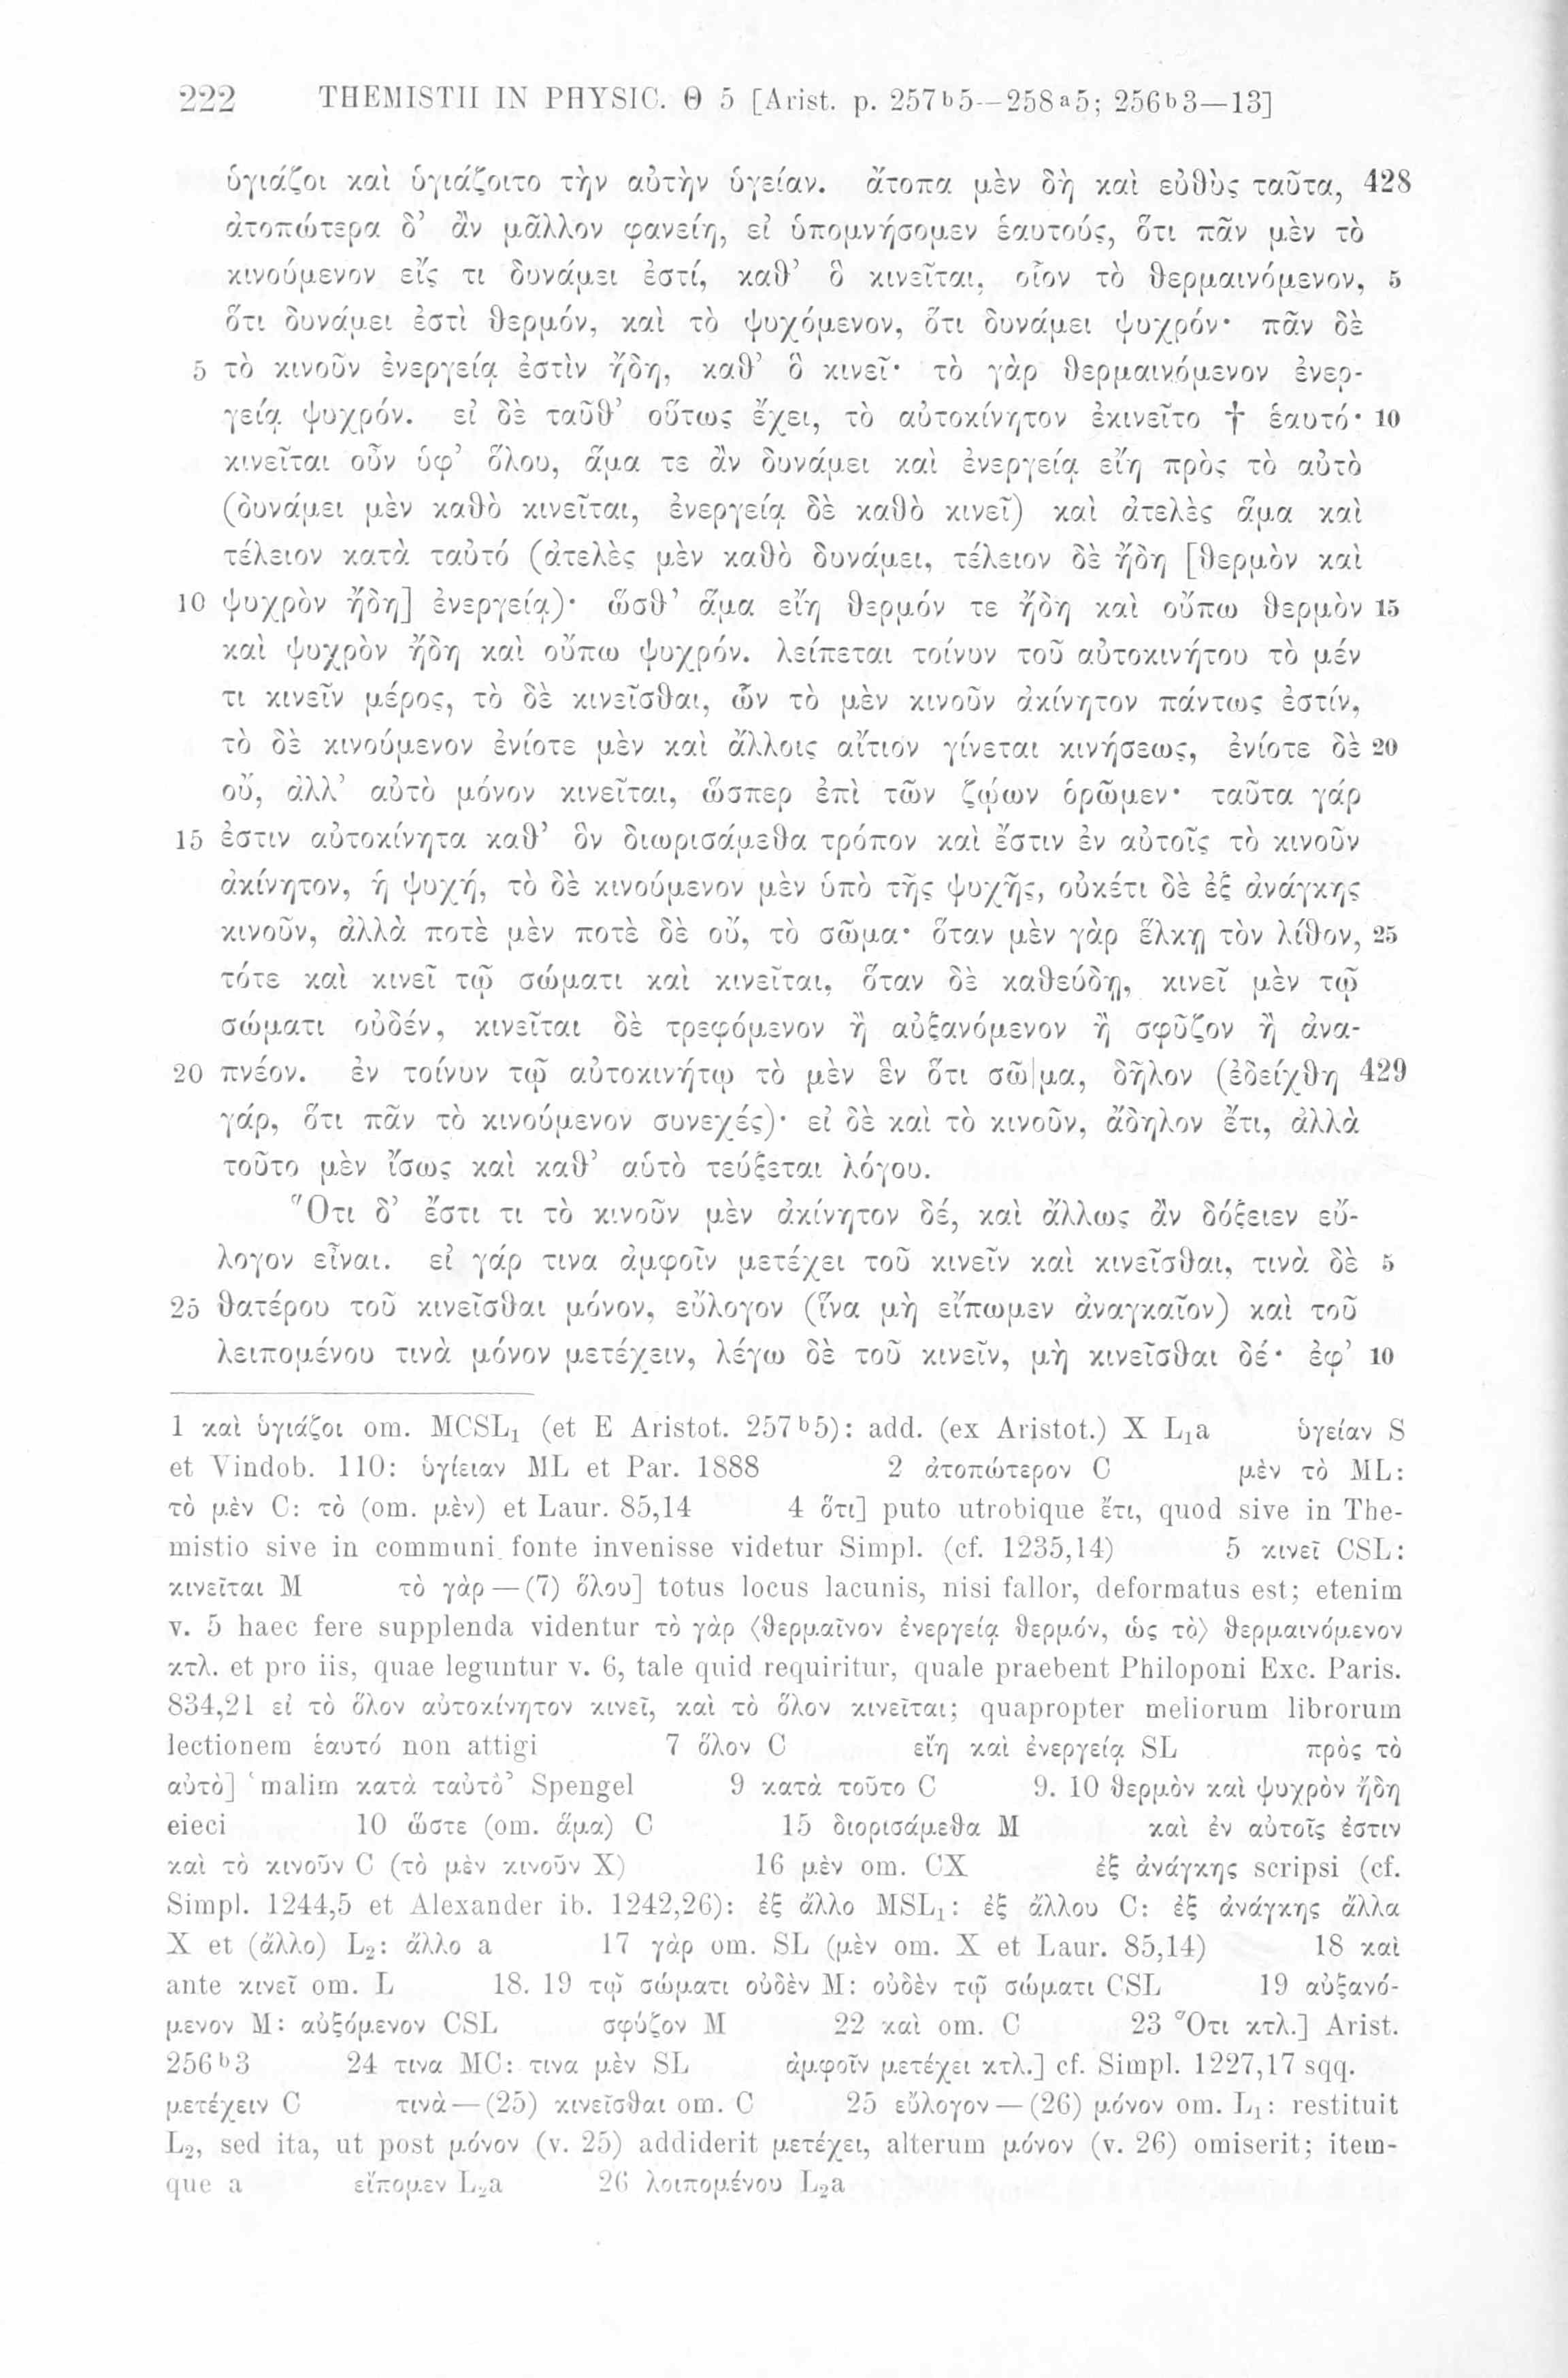 222 THEMISTII IN PHYSIC. Θ 5 [Arist. p. 257ᵇ5—258ᵃ5; 256ᵇ3—13]
ὑγιάζοι καὶ ὑγιάζοιτο τὴν αὐτὴν ὑγείαν. ἄτοπα μὲν δὴ καὶ εὐθὺς ταῦτα, 428
ἀτοπώτερα δ’ ἂν μᾶλλον φανείη, εἰ ὑπομνήσομεν ἑαυτούς, ὅτι πᾶν μὲν τὸ
κινούμενον εἴς τι δυνάμει ἐστί, καθ’ ὃ κινεῖται, οἷον τὸ θερμαινόμενον, 5
ὅτι δυνάμει ἐστὶ θερμόν, καὶ τὸ ψυχόμενον, ὅτι δυνάμει ψυχρόν· πᾶν δὲ
5 τὸ κινοῦν ἐνεργείᾳ ἐστὶν ἤδη, καθ’ ὃ κινεῖ· τὸ γὰρ θερμαινόμενον ἐνερ-
γείᾳ ψυχρόν. εἰ δὲ ταῦθ’ οὕτως ἔχει, τὸ αὐτοκίνητον ἐκινεῖτο † ἑαυτό· 10
κινεῖται οὖν ὑφ’ ὅλου, ἅμα τε ἂν δυνάμει καὶ ἐνεργείᾳ εἴη πρὸς τὸ αὐτὸ
(δυνάμει μὲν καθὸ κινεῖται, ἐνεργείᾳ δὲ καθὸ κινεῖ) καὶ ἀτελὲς ἅμα καὶ
τέλειον κατὰ ταὐτό (ἀτελὲς μὲν καθὸ δυνάμει, τέλειον δὲ ἤδη [θερμὸν καὶ
10 ψυχρὸν ἤδη] ἐνεργείᾳ)· ὥσθ’ ἅμα εἴη θερμόν τε ἤδη καὶ οὔπω θερμὸν 15
καὶ ψυχρὸν ἤδη καὶ οὔπω ψυχρόν. λείπεται τοίνυν τοῦ αὐτοκινήτου τὸ μέν
τι κινεῖν μέρος, τὸ δὲ κινεῖσθαι, ὧν τὸ μὲν κινοῦν ἀκίνητον πάντως ἐστίν,
τὸ δὲ κινούμενον ἐνίοτε μὲν καὶ ἄλλοις αἴτιον γίνεται κινήσεως, ἐνίοτε δὲ 20
οὔ, ἀλλ’ αὐτὸ μόνον κινεῖται, ὥσπερ ἐπὶ τῶν ζῴων ὁρῶμεν· ταῦτα γάρ
15 ἐστιν αὐτοκίνητα καθ’ ὃν διωρισάμεθα τρόπον καὶ ἔστιν ἐν αὐτοῖς τὸ κινοῦν
ἀκίνητον, ἡ ψυχή, τὸ δὲ κινούμενον μὲν ὑπὸ τῆς ψυχῆς, οὐκέτι δὲ ἐξ ἀνάγκης
κινοῦν, ἀλλὰ ποτὲ μὲν ποτὲ δὲ οὔ, τὸ σῶμα· ὅταν μὲν γὰρ ἕλκῃ τὸν λίθον, 25
τότε καὶ κινεῖ τῷ σώματι καὶ κινεῖται, ὅταν δὲ καθεύδῃ, κινεῖ μὲν τῷ
σώματι οὐδέν, κινεῖται δὲ τρεφόμενον ἢ αὐξανόμενον ἢ σφῦζον ἢ ἀνα-
20 πνέον. ἐν τοίνυν τῷ αὐτοκινήτῳ τὸ μὲν ἓν ὅτι σῶ|μα, δῆλον (ἐδείχθη 429
γάρ, ὅτι πᾶν τὸ κινούμενον συνεχές)· εἰ δὲ καὶ τὸ κινοῦν, ἄδηλον ἔτι, ἀλλὰ
τοῦτο μὲν ἴσως καὶ καθ’ αὑτὸ τεύξεται λόγου.
Ὅτι δ’ ἔστι τι τὸ κινοῦν μὲν ἀκίνητον δέ, καὶ ἄλλως ἂν δόξειεν εὔ-
λογον εἶναι. εἰ γάρ τινα ἀμφοῖν μετέχει τοῦ κινεῖν καὶ κινεῖσθαι, τινὰ δὲ 5
25 θατέρου τοῦ κινεῖσθαι μόνον, εὔλογον (ἵνα μὴ εἴπωμεν ἀναγκαῖον) καὶ τοῦ
λειπομένου τινὰ μόνον μετέχειν, λέγω δὲ τοῦ κινεῖν, μὴ κινεῖσθαι δέ· ἐφ’ 10
1 καὶ ὑγιάζοι om. MCSL₁ (et E Aristot. 257ᵇ5): add. (ex Aristot.) X L₁a ὑγείαν S
et Vindob. 110: ὑγίειαν ML et Par. 1888 2 ἀτοπώτερον C μὲν τὸ ML:
τὸ μὲν C: τὸ (om. μὲν) et Laur. 85,14 4 ὅτι] puto utrobique ἔτι, quod sive in The-
mistio sive in communi fonte invenisse videtur Simpl. (cf. 1235,14) 5 κινεῖ CSL:
κινεῖται M τὸ γὰρ — (7) ὅλου] totus locus lacunis, nisi fallor, deformatus est; etenim
v. 5 haec fere supplenda videntur τὸ γὰρ ⟨θερμαῖνον ἐνεργείᾳ θερμόν, ὡς τὸ⟩ θερμαινόμενον
κτλ. et pro iis, quae leguntur v. 6, tale quid requiritur, quale praebent Philoponi Exc. Paris.
834,21 εἰ τὸ ὅλον αὐτοκίνητον κινεῖ, καὶ τὸ ὅλον κινεῖται; quapropter meliorum librorum
lectionem ἑαυτό non attigi 7 ὅλον C εἴη καὶ ἐνεργείᾳ SL πρὸς τὸ
αὐτὸ] ‘malim κατὰ ταὐτὸ’ Spengel 9 κατὰ τοῦτο C 9. 10 θερμὸν καὶ ψυχρὸν ἤδη
eieci 10 ὥστε (om. ἅμα) C 15 διορισάμεθα M καὶ ἐν αὐτοῖς ἐστιν
καὶ τὸ κινοῦν C (τὸ μὲν κινοῦν X) 16 μὲν om. CX ἐξ ἀνάγκης scripsi (cf.
Simpl. 1244,5 et Alexander ib. 1242,26): ἐξ ἄλλο MSL₁: ἐξ ἄλλου C: ἐξ ἀνάγκης ἄλλα
X et (ἄλλο) L₂: ἄλλο a 17 γὰρ om. SL (μὲν om. X et Laur. 85,14) 18 καὶ
ante κινεῖ om. L 18. 19 τῷ σώματι οὐδὲν M: οὐδὲν τῷ σώματι CSL 19 αὐξανό-
μενον M: αὐξόμενον CSL σφύζον M 22 καὶ om. C 23 Ὅτι κτλ.] Arist.
256ᵇ3 24 τινα MC: τινα μὲν SL ἀμφοῖν μετέχει κτλ.] cf. Simpl. 1227,17 sqq.
μετέχειν C τινὰ — (25) κινεῖσθαι om. C 25 εὔλογον — (26) μόνον om. L₁: restituit
L₂, sed ita, ut post μόνον (v. 25) addiderit μετέχει, alterum μόνον (v. 26) omiserit; item-
que a εἴπομεν L₂a 26 λοιπομένου L₂a